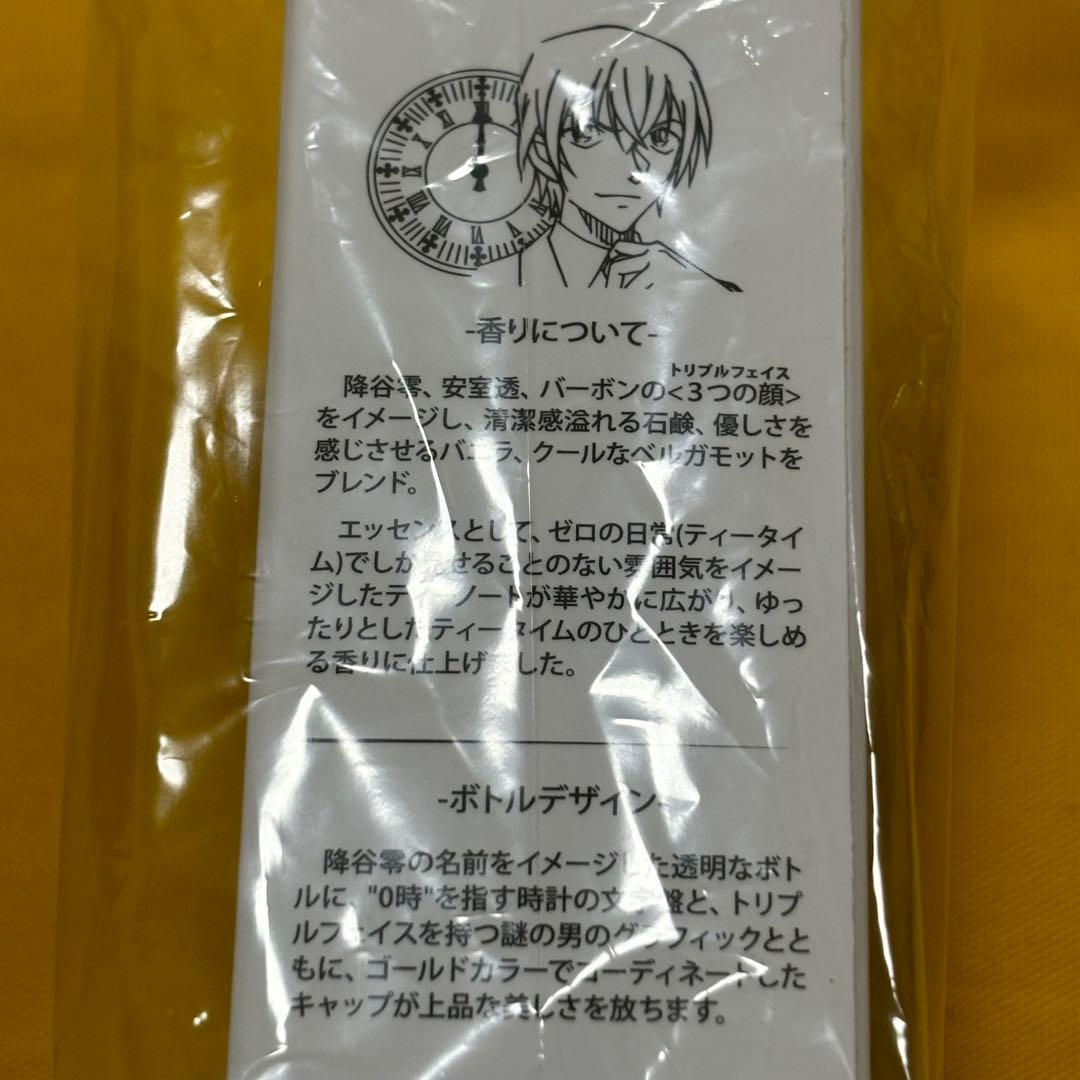 XII
XI
X
IX
VIII
VII
VI
V
-香りについて-
トリプルフェイス
降谷零、安室透、バーボンの<3つの顔>
をイメージし、清潔感溢れる石鹸、優しさを
感じさせるバニラ、クールなベルガモットを
ブレンド。
エッセンスとして、ゼロの日常(ティータイ
ム)でしか見せることのない雰囲気をイメー
ジしたティーノートが華やかに広がり、ゆっ
たりとしたティータイムのひとときを楽しめ
る香りに仕上げました。
-ボトルデザイン-
降谷零の名前をイメージした透明なボト
ルに、"0時"を指す時計の文字盤と、トリプ
ルフェイスを持つ謎の男のグラフィックとと
もに、ゴールドカラーでコーディネートした
キャップが上品な美しさを放ちます。